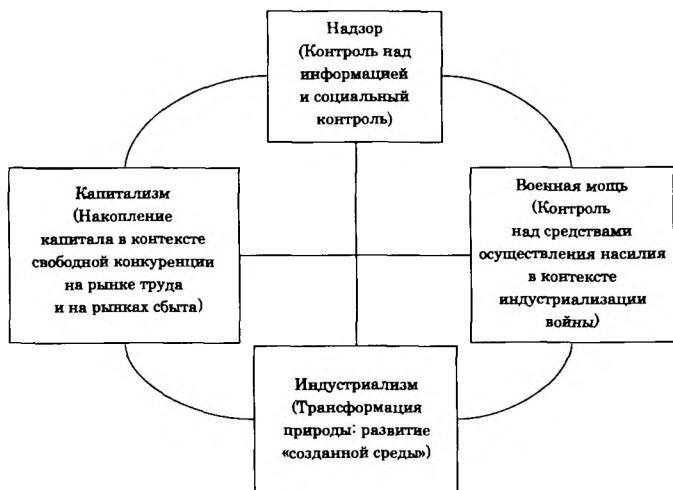 Надзор
(Контроль над
информацией
и социальный
контроль)
Капитализм
(Накопление
капитала в контексте
свободной конкуренции
на рынке труда
и на рынках сбыта)
Военная мощь
(Контроль
над средствами
осуществления насилия
в контексте
индустриализации
войны)
Индустриализм
(Трансформация
природы: развитие
«созданной среды»)